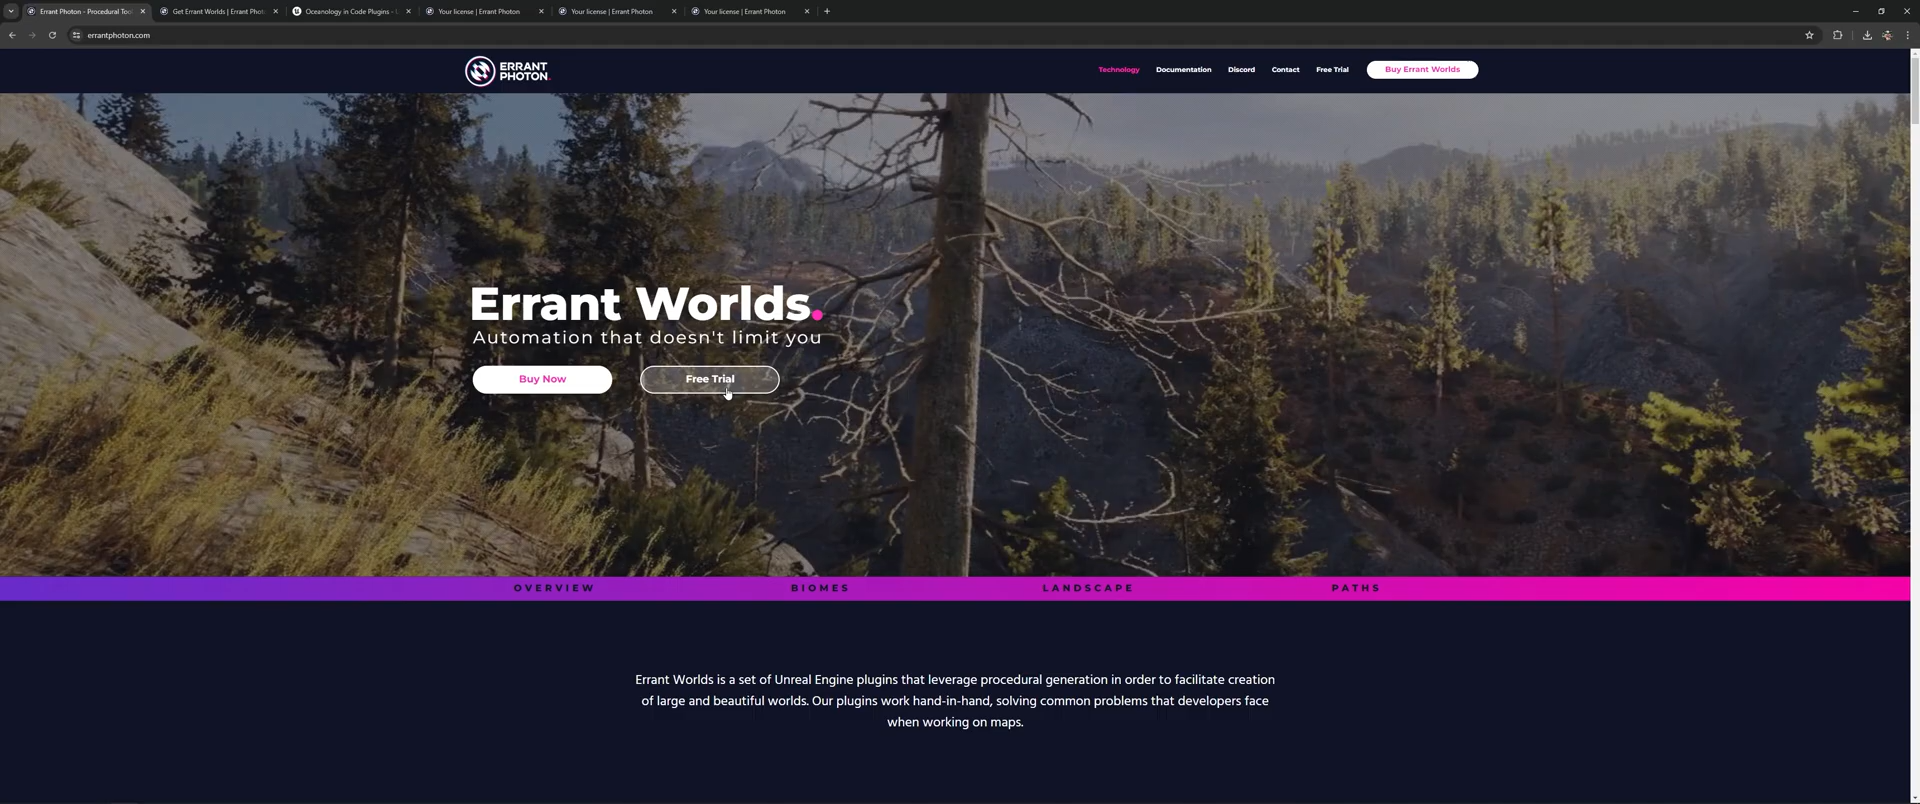 Errant Photon - Procedural Too
Get Errant Worlds | Errant Phot
Oceanology in Code Plugins -
Your license | Errant Photon
Your license | Errant Photon
Your license | Errant Photon
errantphoton.com
ERRANT
PHOTON.
Technology
Documentation
Discord
Contact
Free Trial
Buy Errant Worlds
Errant Worlds.
Automation that doesn't limit you
Buy Now
Free Trial
OVERVIEW
BIOMES
LANDSCAPE
PATHS
Errant Worlds is a set of Unreal Engine plugins that leverage procedural generation in order to facilitate creation
of large and beautiful worlds. Our plugins work hand-in-hand, solving common problems that developers face
when working on maps.